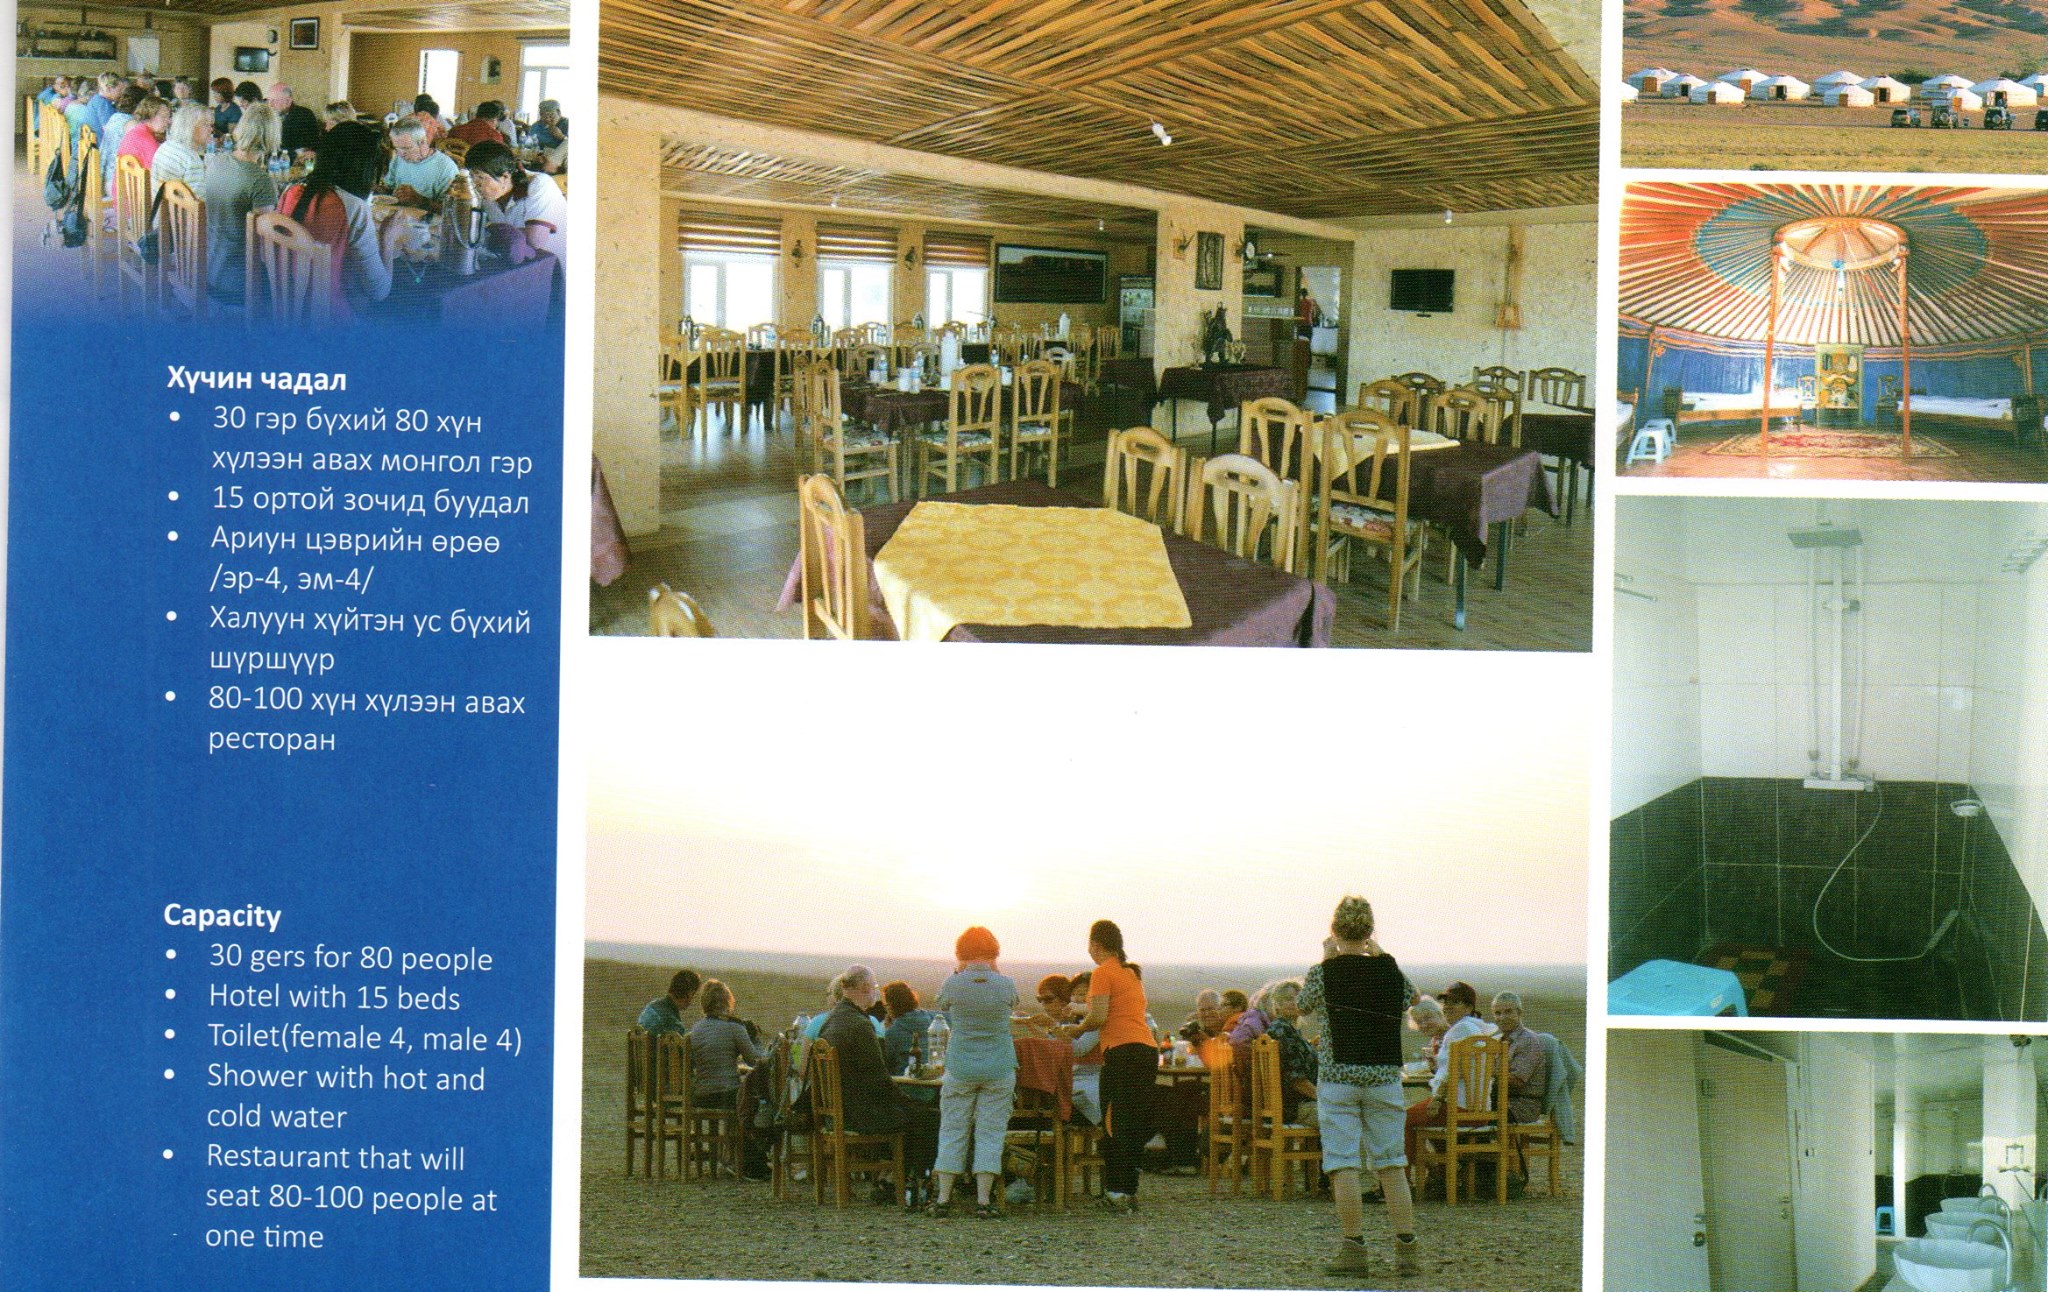 Хүчин чадал
• 30 гэр бүхий 80 хүн
хүлээн авах монгол гэр
• 15 ортой зочид буудал
• Ариун цэврийн өрөө
/эр-4, эм-4/
• Халуун хүйтэн ус бүхий
шүршүүр
• 80-100 хүн хүлээн авах
ресторан
Capacity
• 30 gers for 80 people
• Hotel with 15 beds
• Toilet(female 4, male 4)
• Shower with hot and
cold water
• Restaurant that will
seat 80-100 people at
one time